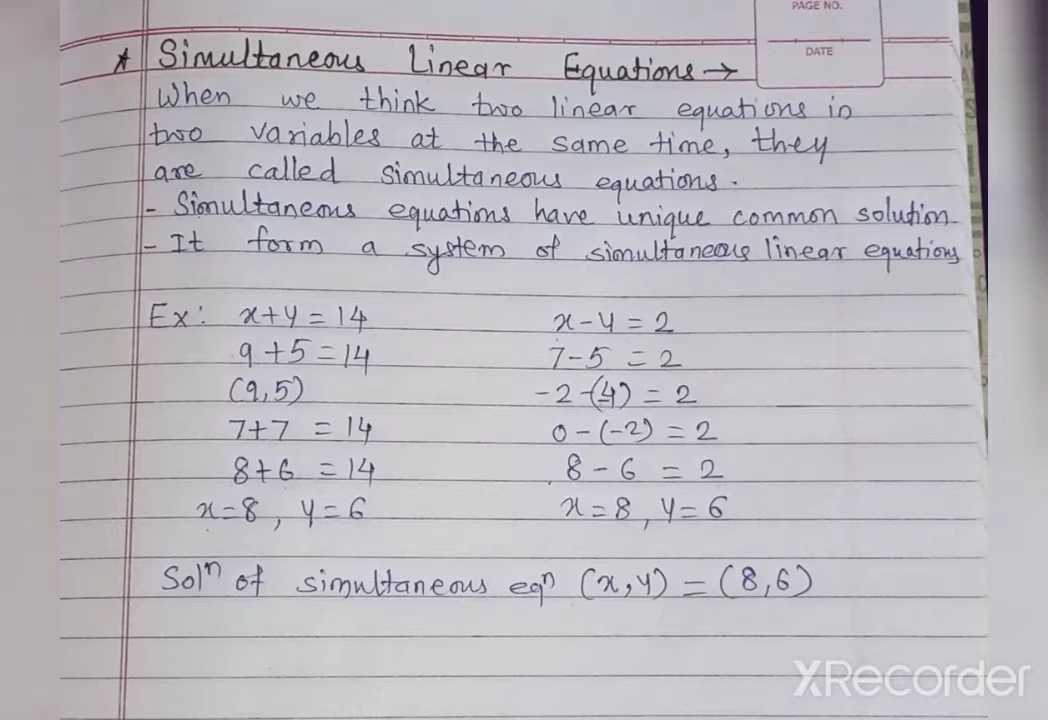 PAGE NO.
DATE
* Simultaneous Linear Equations →
When we think two linear equations in
two variables at the same time, they
are called simultaneous equations.
- Simultaneous equations have unique common solution.
- It form a system of simultaneous linear equations
Ex: x+y = 14    x-y = 2
9+5 = 14    7-5 = 2
(9,5)    -2-(4) = 2
7+7 = 14    0-(-2) = 2
8+6 = 14    8-6 = 2
x=8, y=6    x=8, y=6
Solⁿ of simultaneous eqⁿ (x,y) = (8,6)
XRecorder